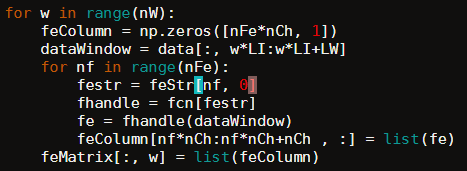 for w in range(nW):
    feColumn = np.zeros([nFe*nCh, 1])
    dataWindow = data[:, w*LI:w*LI+LW]
    for nf in range(nFe):
        festr = feStr[nf, 0]
        fhandle = fcn[festr]
        fe = fhandle(dataWindow)
        feColumn[nf*nCh:nf*nCh+nCh , :] = list(fe)
    feMatrix[:, w] = list(feColumn)